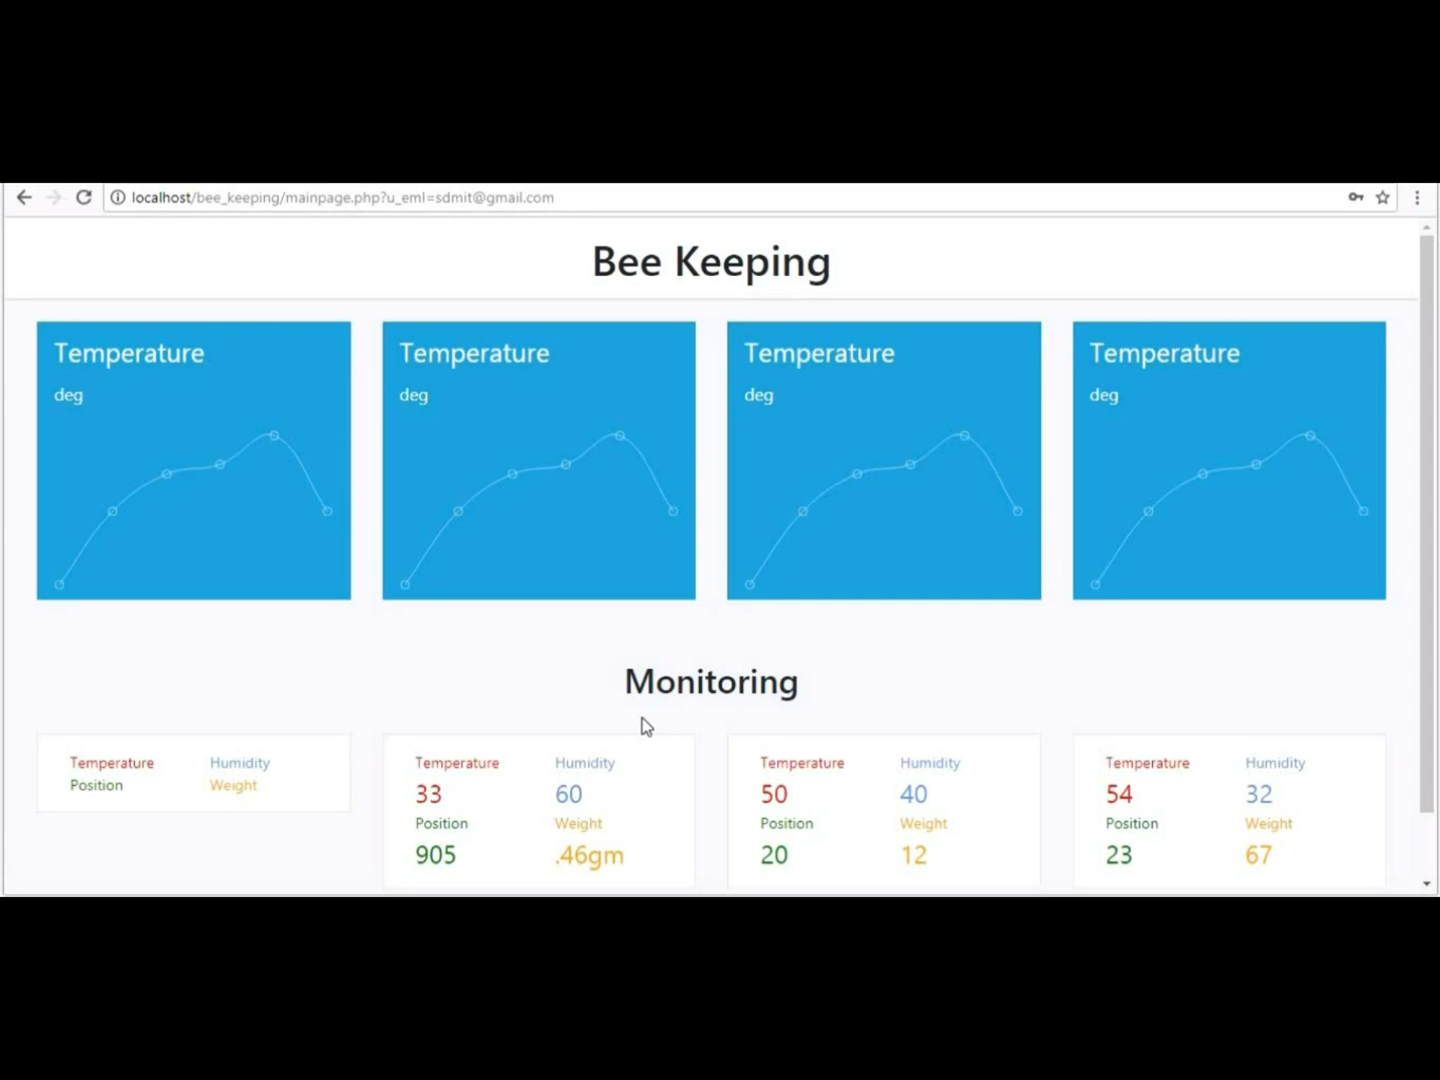 localhost/bee_keeping/mainpage.php?u_eml=sdmit@gmail.com
Bee Keeping
Temperature Temperature Temperature Temperature
deg deg deg deg
Monitoring
Temperature Humidity Temperature Humidity Temperature Humidity Temperature Humidity
Position Weight
33 60 50 40 54 32
Position Weight Position Weight Position Weight
905 .46gm 20 12 23 67